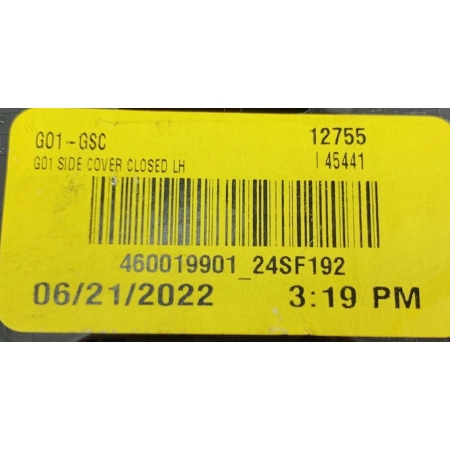 G01-GSC 12755
G01 SIDE COVER CLOSED LH I 45441
460019901_24SF192
06/21/2022 3:19 PM